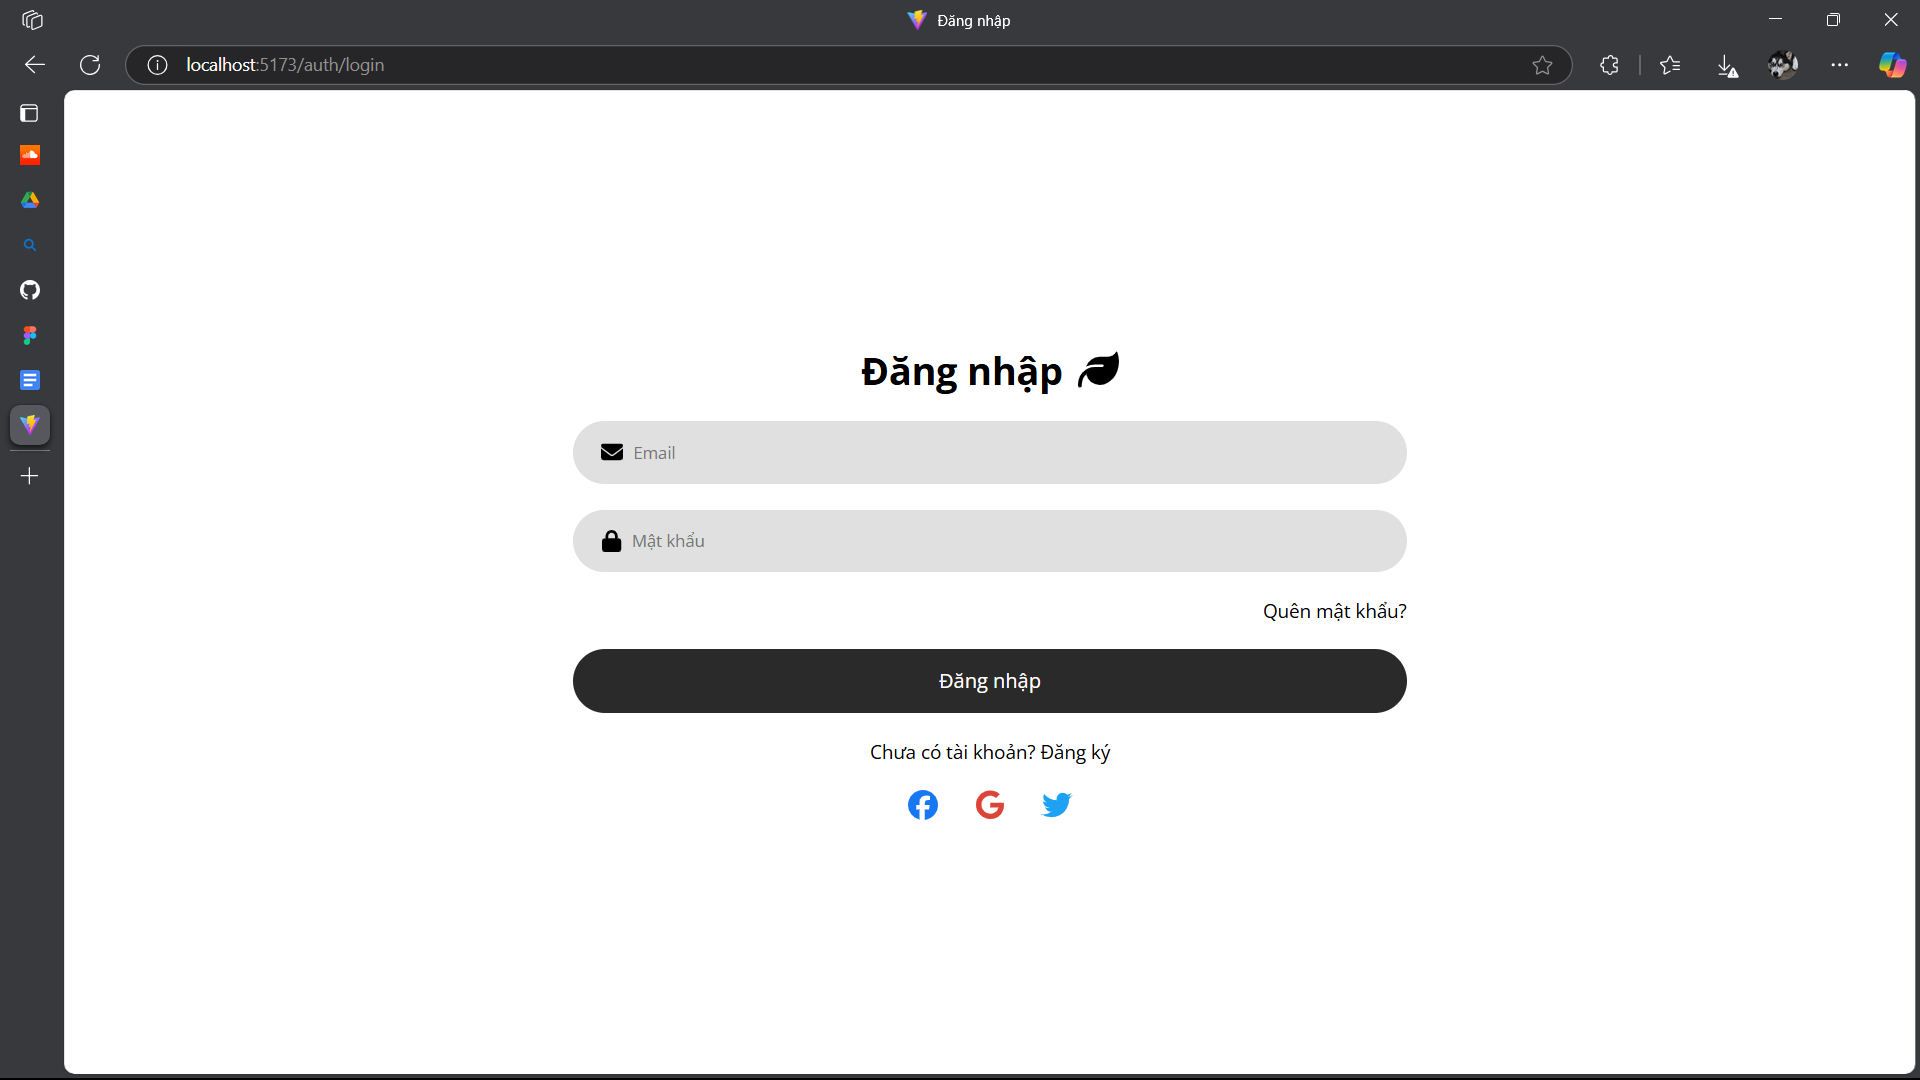 Đăng nhập
localhost:5173/auth/login
Đăng nhập
Email
Mật khẩu
Quên mật khẩu?
Đăng nhập
Chưa có tài khoản? Đăng ký